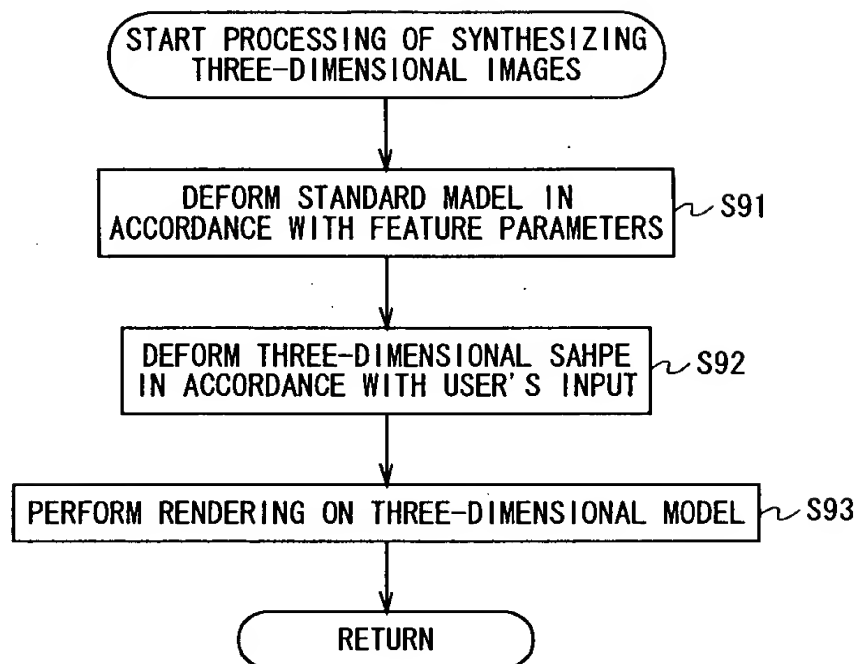 START PROCESSING OF SYNTHESIZING
THREE-DIMENSIONAL IMAGES
DEFORM STANDARD MADEL IN
ACCORDANCE WITH FEATURE PARAMETERS
S91
DEFORM THREE-DIMENSIONAL SAHPE
IN ACCORDANCE WITH USER'S INPUT
S92
PERFORM RENDERING ON THREE-DIMENSIONAL MODEL
S93
RETURN